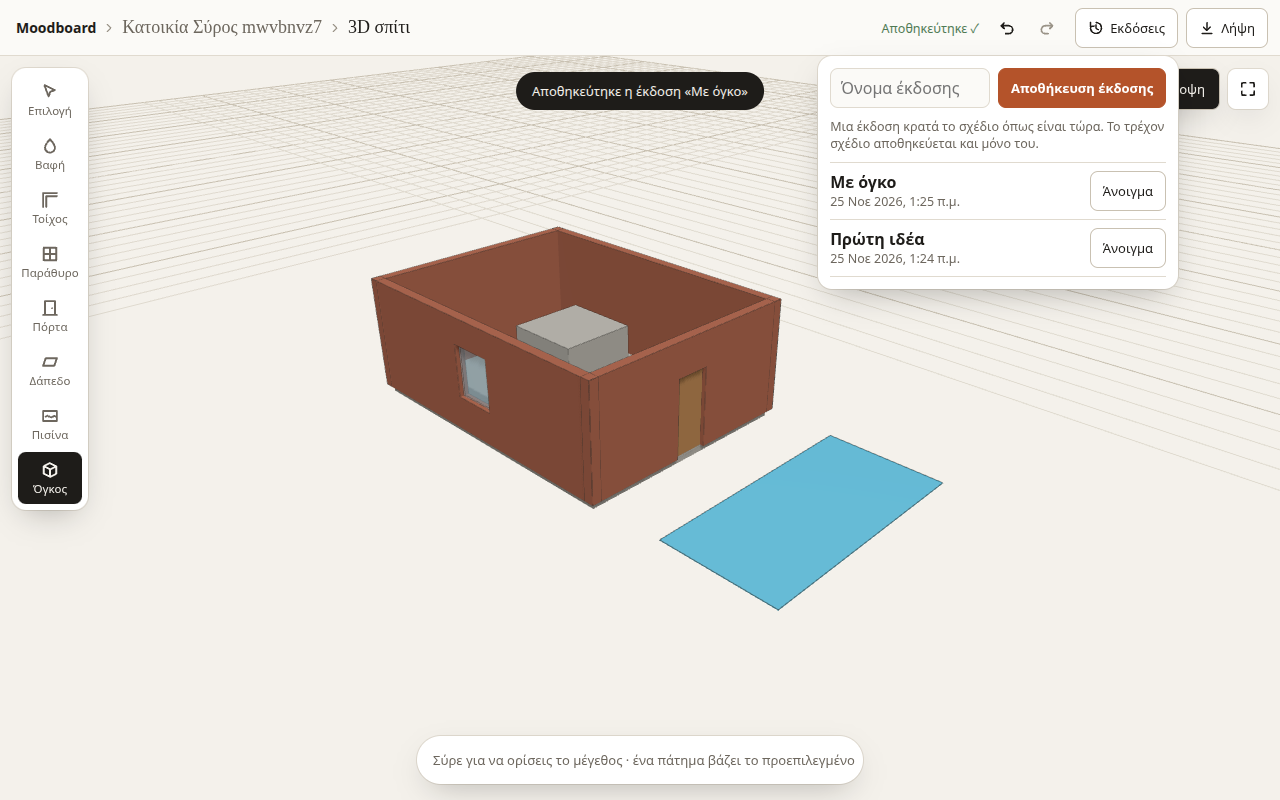 Moodboard › Κατοικία Σύρος mwvbnvz7 › 3D σπίτι
Αποθηκεύτηκε ✓
Εκδόσεις
Λήψη
Επιλογή
Βαφή
Τοίχος
Παράθυρο
Πόρτα
Δάπεδο
Πισίνα
Όγκος
Αποθηκεύτηκε η έκδοση «Με όγκο»
Όνομα έκδοσης
Αποθήκευση έκδοσης
Μια έκδοση κρατά το σχέδιο όπως είναι τώρα. Το τρέχον
σχέδιο αποθηκεύεται και μόνο του.
Με όγκο
25 Νοε 2026, 1:25 π.μ.
Άνοιγμα
Πρώτη ιδέα
25 Νοε 2026, 1:24 π.μ.
Άνοιγμα
Σύρε για να ορίσεις το μέγεθος · ένα πάτημα βάζει το προεπιλεγμένο